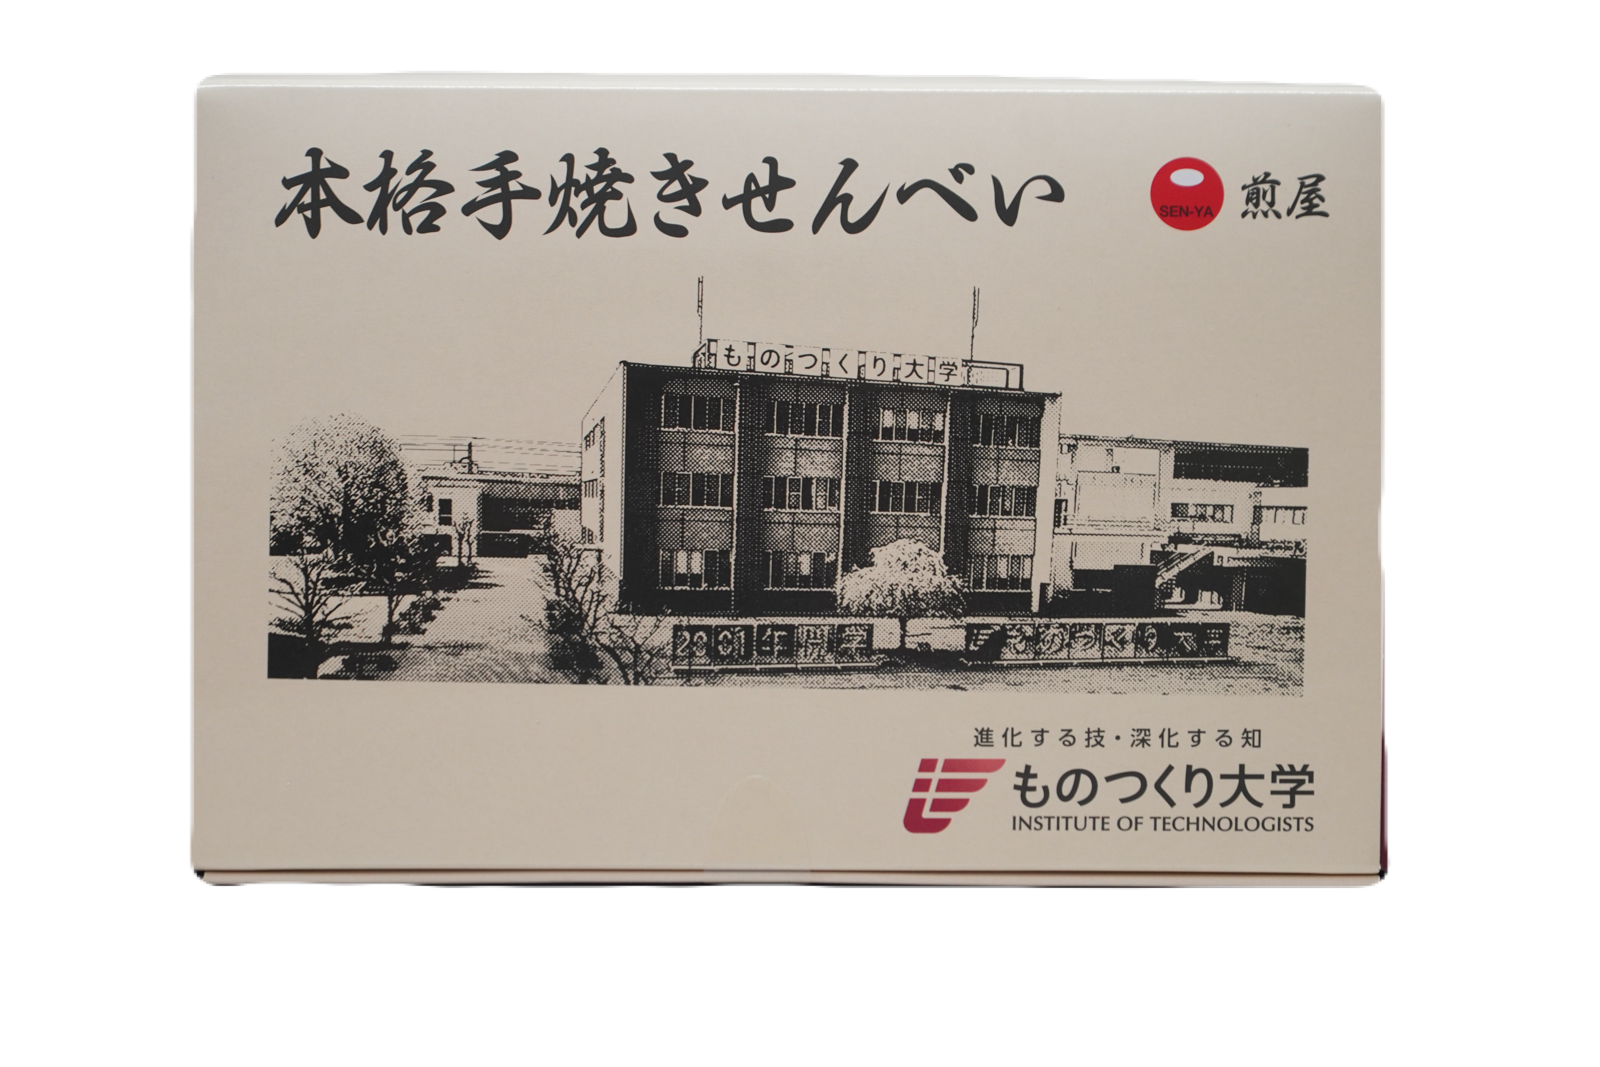 本格手焼きせんべい
SEN-YA
煎屋
ものつくり大学
2001年開学
ものつくり大
進化する技・深化する知
ものつくり大学
INSTITUTE OF TECHNOLOGISTS